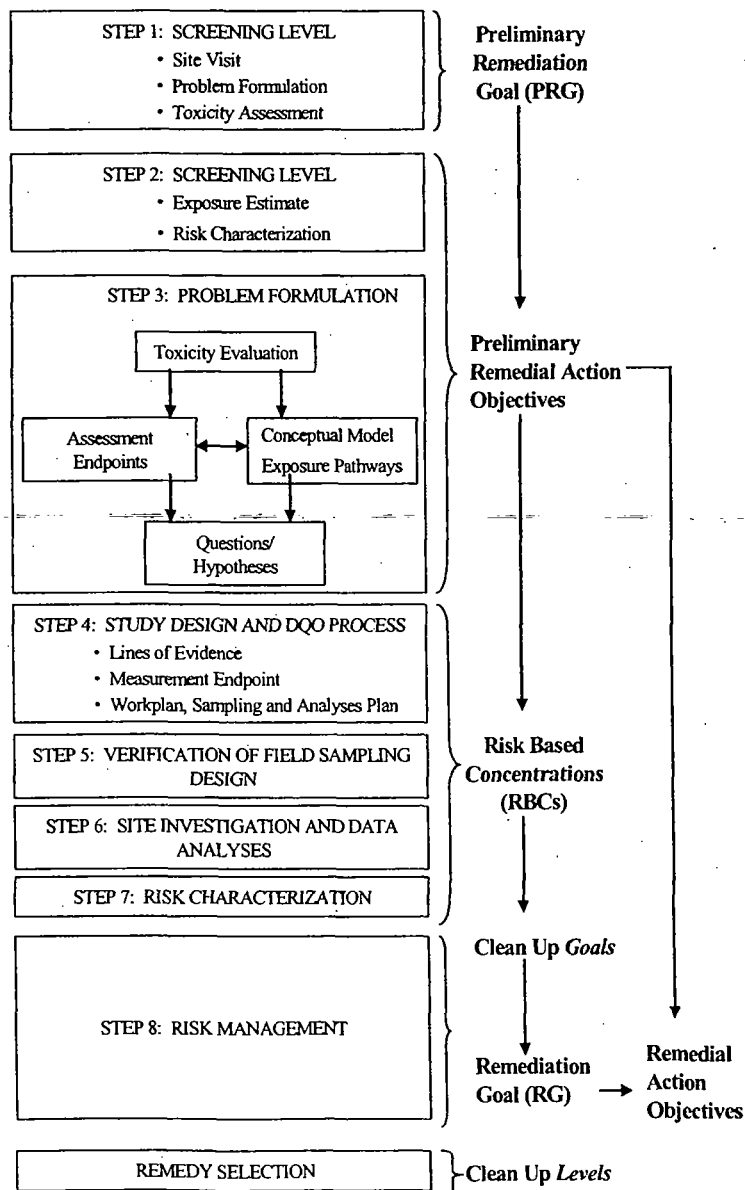 STEP 1: SCREENING LEVEL
• Site Visit
• Problem Formulation
• Toxicity Assessment
Preliminary
Remediation
Goal (PRG)
STEP 2: SCREENING LEVEL
• Exposure Estimate
• Risk Characterization
STEP 3: PROBLEM FORMULATION
Toxicity Evaluation
Assessment
Endpoints
Conceptual Model
Exposure Pathways
Questions/
Hypotheses
Preliminary
Remedial Action
Objectives
STEP 4: STUDY DESIGN AND DQO PROCESS
• Lines of Evidence
• Measurement Endpoint
• Workplan, Sampling and Analyses Plan
STEP 5: VERIFICATION OF FIELD SAMPLING
DESIGN
STEP 6: SITE INVESTIGATION AND DATA
ANALYSES
STEP 7: RISK CHARACTERIZATION
Risk Based
Concentrations
(RBCs)
Clean Up Goals
STEP 8: RISK MANAGEMENT
Remediation
Goal (RG)
Remedial
Action
Objectives
REMEDY SELECTION
Clean Up Levels